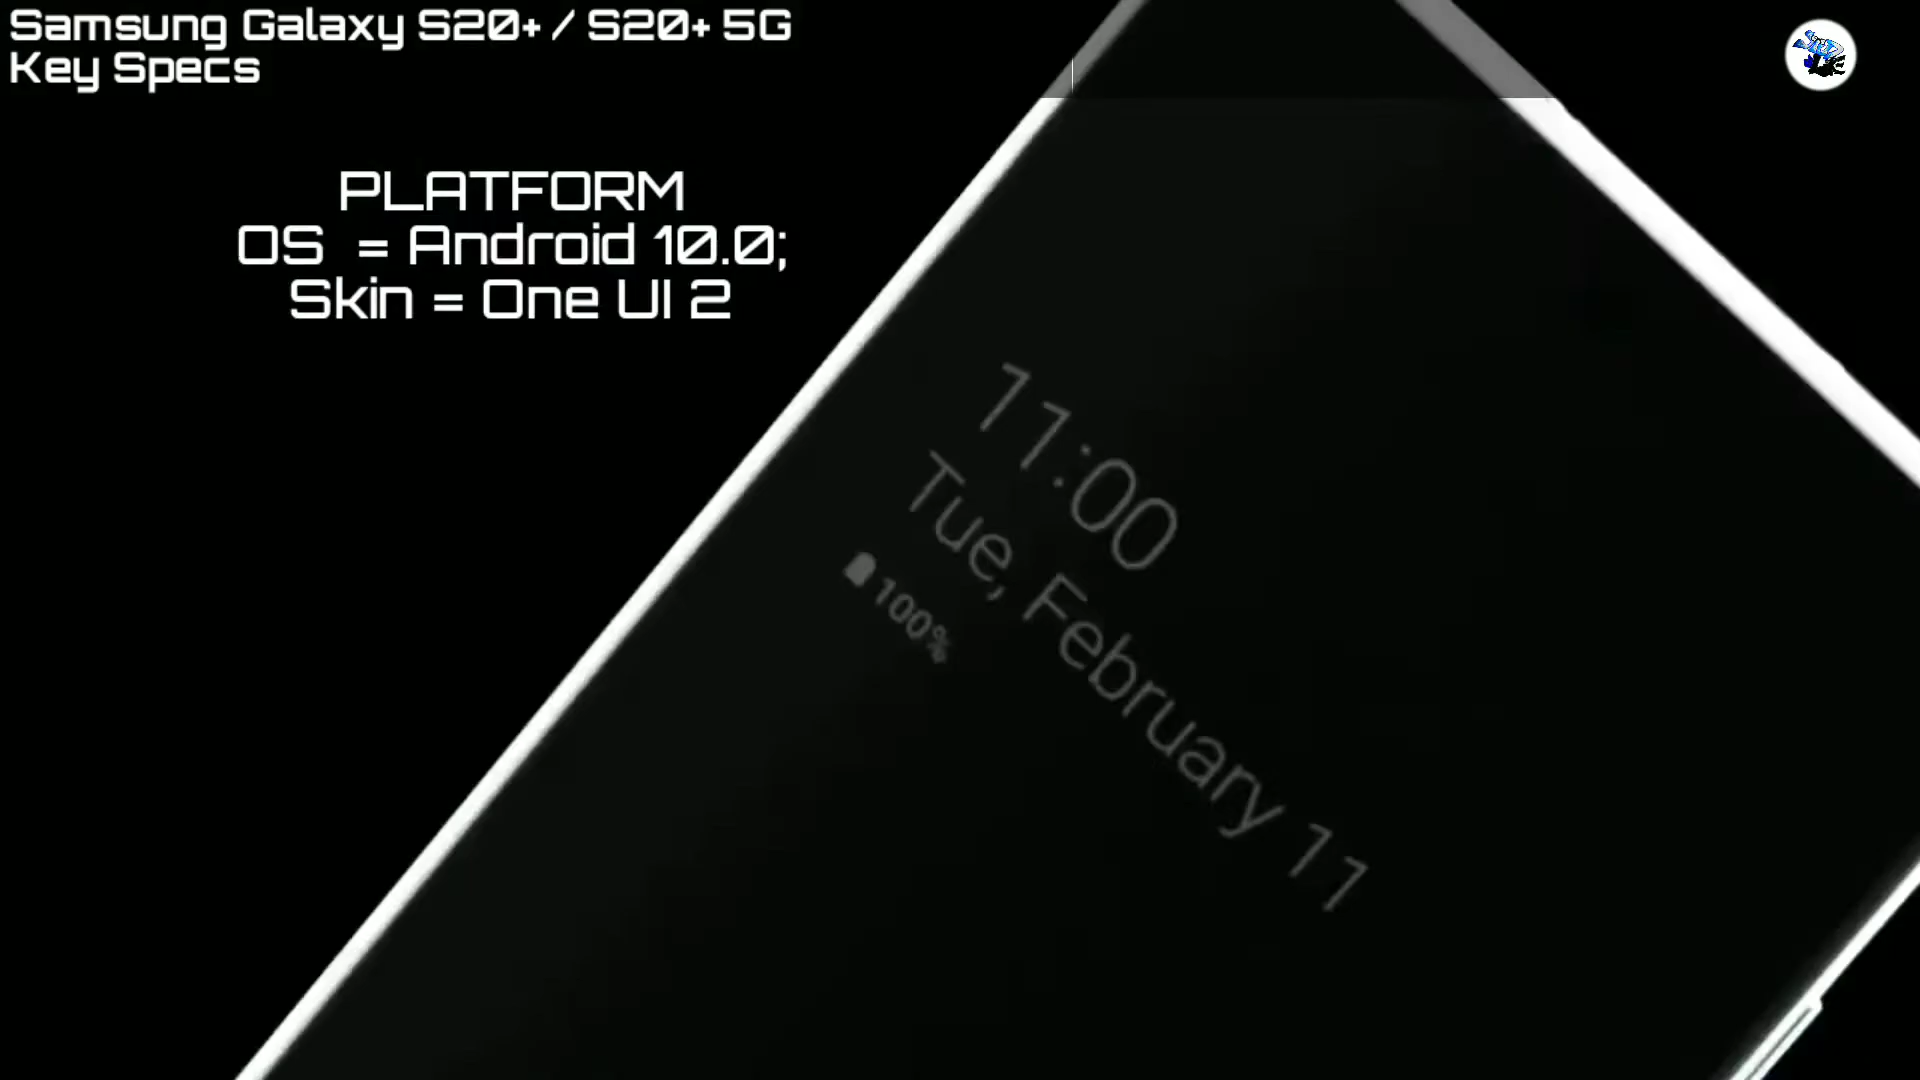 Samsung Galaxy S20+ / S20+ 5G
Key Specs
PLATFORM
OS = Android 10.0;
Skin = One UI 2
11:00
Tue, February 11
100%